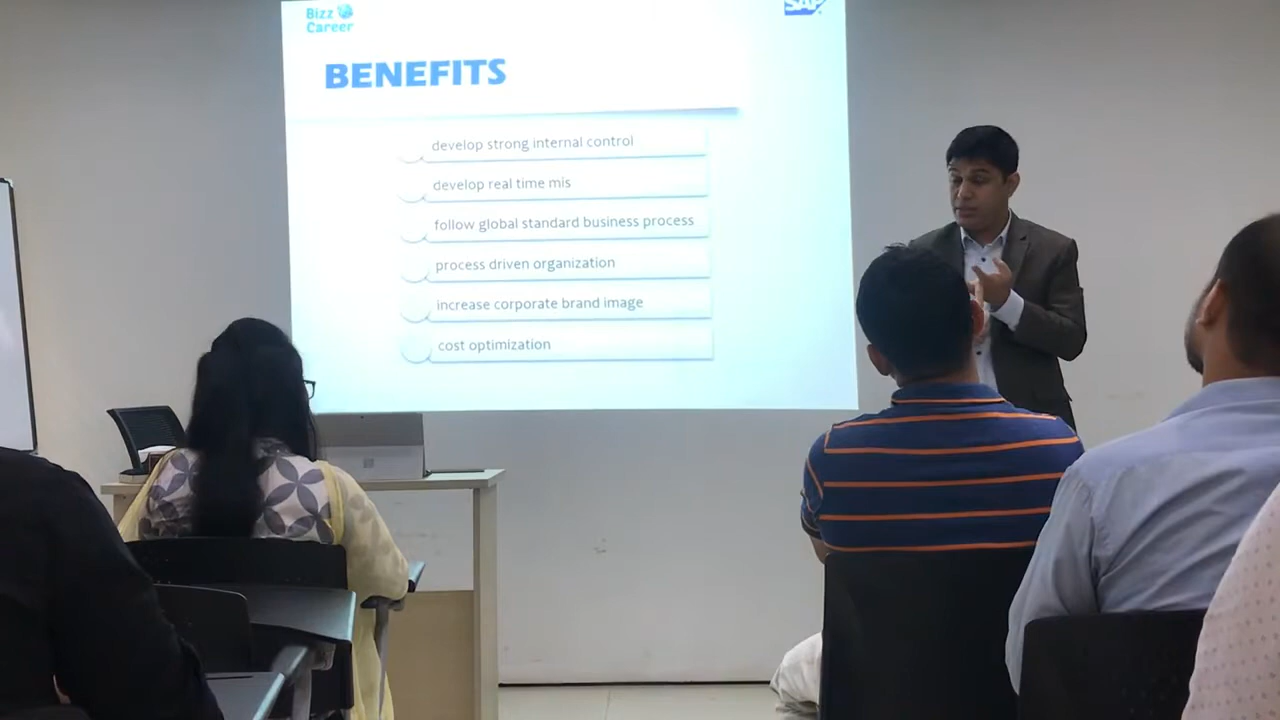 Bizz
Career
SAP
BENEFITS
develop strong internal control
develop real time mis
follow global standard business process
process driven organization
increase corporate brand image
cost optimization